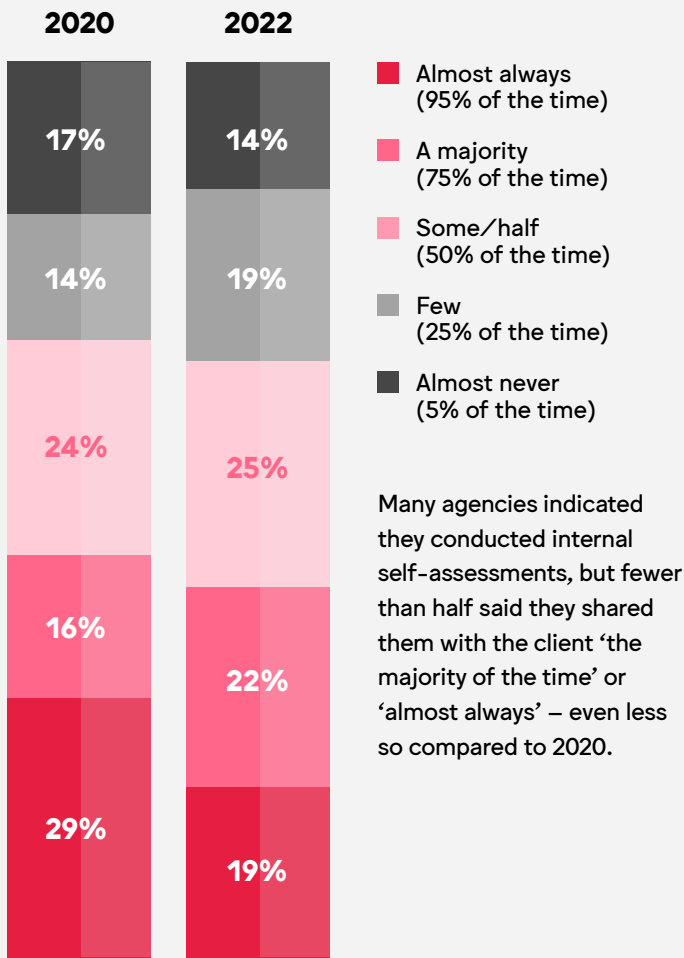 2020
2022
17%
14%
24%
16%
29%
14%
19%
25%
22%
19%
Almost always
(95% of the time)
A majority
(75% of the time)
Some/half
(50% of the time)
Few
(25% of the time)
Almost never
(5% of the time)
Many agencies indicated
they conducted internal
self-assessments, but fewer
than half said they shared
them with the client ‘the
majority of the time’ or
‘almost always’ – even less
so compared to 2020.